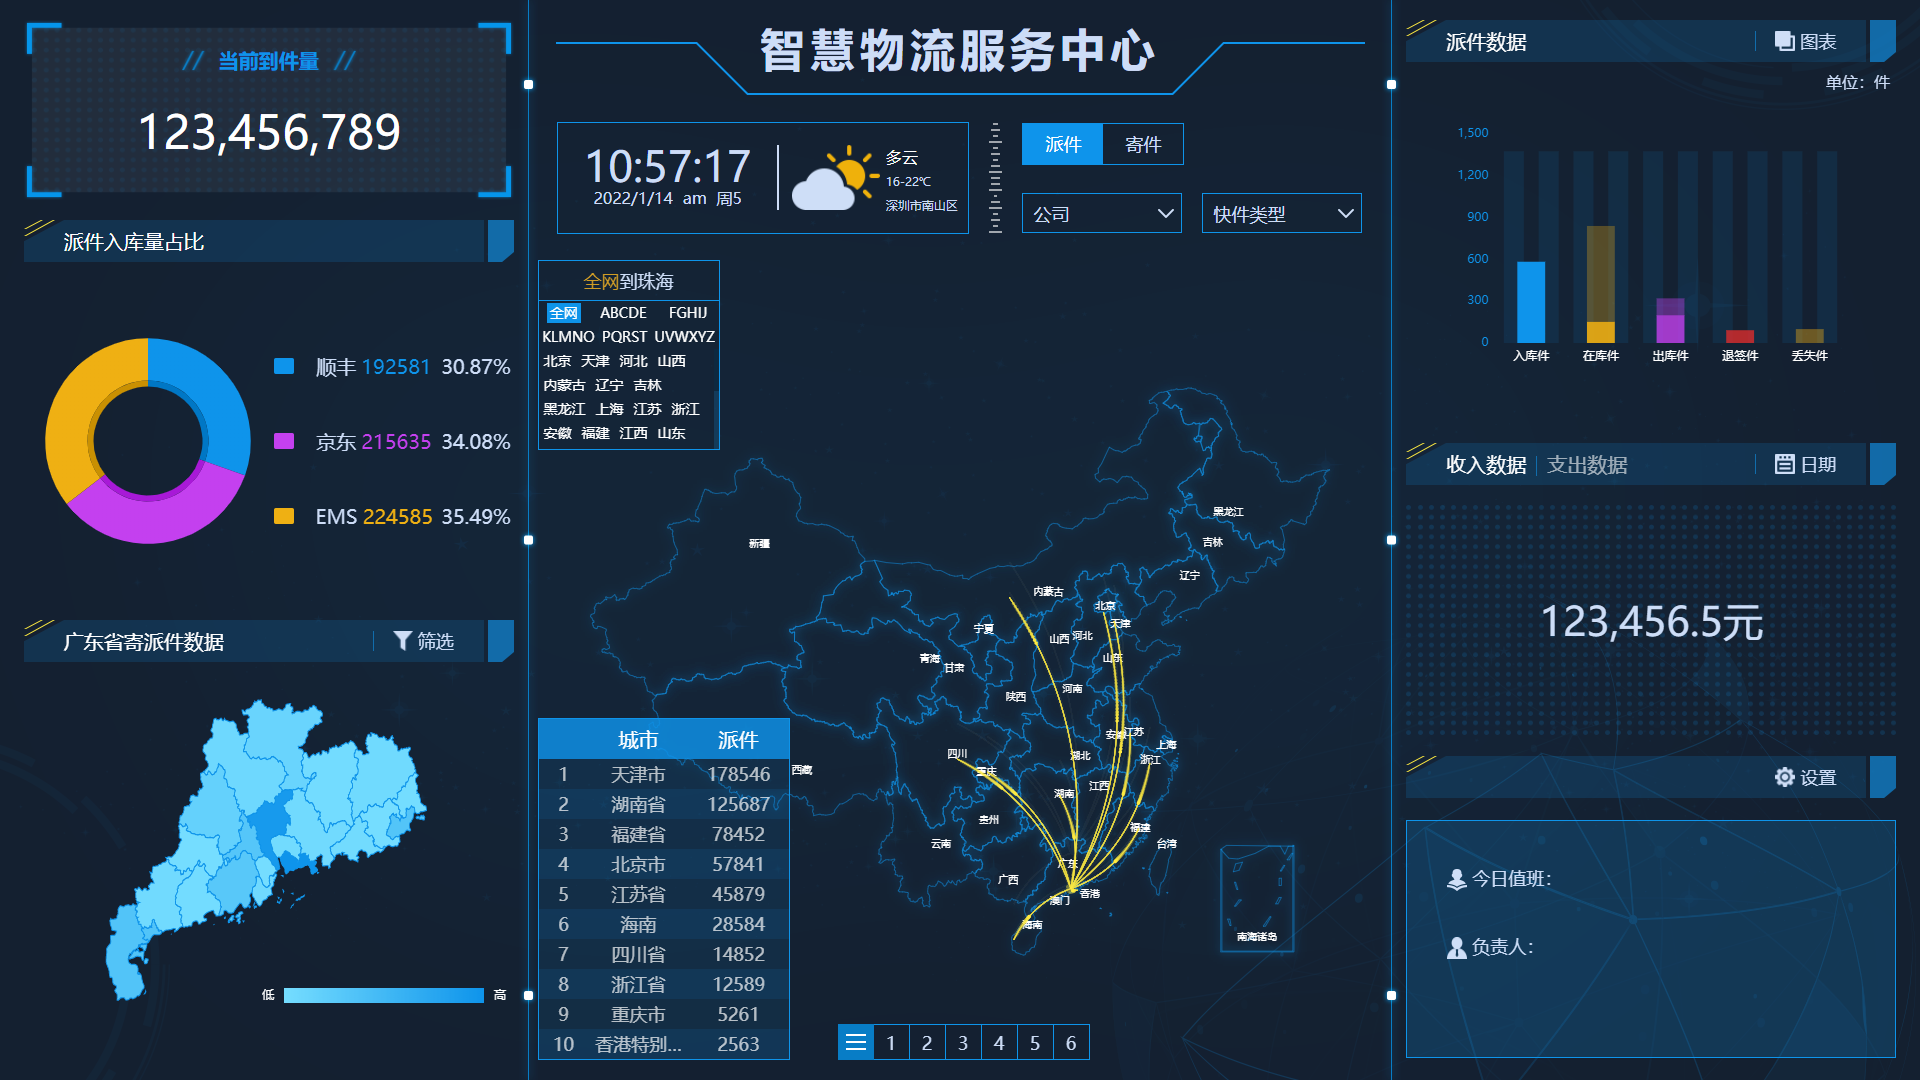 // 当前到件量 //
123,456,789
派件入库量占比
顺丰 192581 30.87%
京东 215635 34.08%
EMS 224585 35.49%
广东省寄派件数据
筛选
低
高
智慧物流服务中心
10:57:17
2022/1/14 am 周5
多云
16-22℃
深圳市南山区
派件 寄件
公司
快件类型
全网到珠海
全网 ABCDE FGHIJ
KLMNO PQRST UVWXYZ
北京 天津 河北 山西
内蒙古 辽宁 吉林
黑龙江 上海 江苏 浙江
安徽 福建 江西 山东
黑龙江
新疆
吉林
辽宁
内蒙古
北京
天津
宁夏
山西
河北
青海
甘肃
山东
河南
陕西
安徽
江苏
上海
四川
湖北
浙江
重庆
西藏
江西
湖南
贵州
福建
云南
台湾
广东
广西
香港
澳门
海南
南海诸岛
城市 派件
1 天津市 178546
2 湖南省 125687
3 福建省 78452
4 北京市 57841
5 江苏省 45879
6 海南 28584
7 四川省 14852
8 浙江省 12589
9 重庆市 5261
10 香港特别... 2563
1 2 3 4 5 6
派件数据
图表
单位：件
1,500
1,200
900
600
300
0
入库件 在库件 出库件 退签件 丢失件
收入数据 支出数据
日期
123,456.5元
设置
今日值班：
负责人：